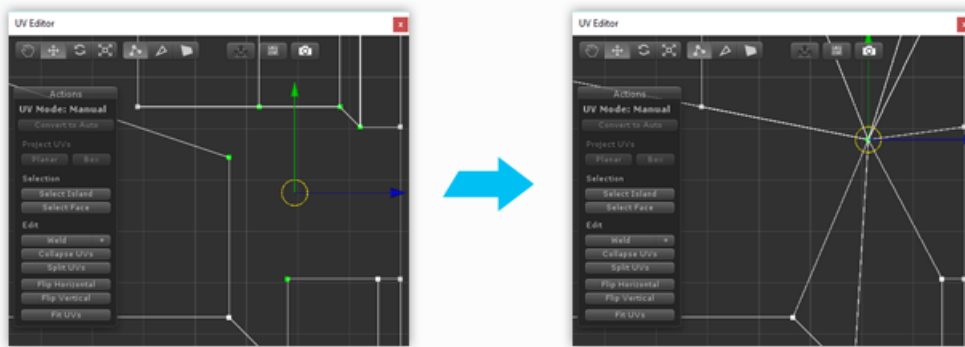 UV Editor
x
Actions
UV Mode: Manual
Convert to Auto
Project UVs
Planar Box
Selection
Select Island
Select Face
Edit
Weld +
Collapse UVs
Split UVs
Flip Horizontal
Flip Vertical
Fit UVs
UV Editor
x
Actions
UV Mode: Manual
Convert to Auto
Project UVs
Planar Box
Selection
Select Island
Select Face
Edit
Weld +
Collapse UVs
Split UVs
Flip Horizontal
Flip Vertical
Fit UVs